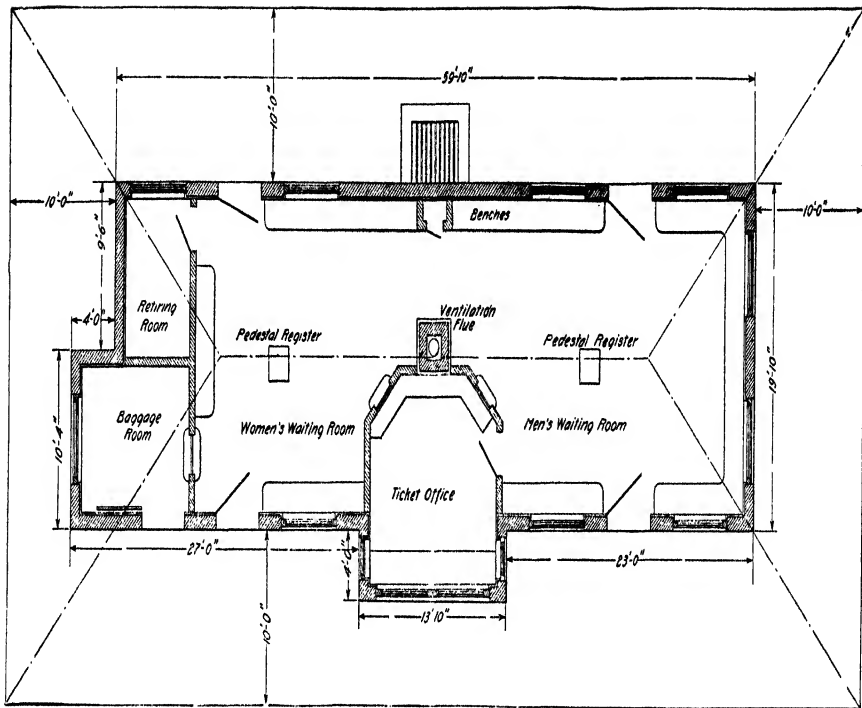 59'-10"
10'-0"
10'-0"
9'-6"
Benches
10'-0"
4'-0"
Retiring
Room
Ventilation
Flue
Pedestal Register
Pedestal Register
19'-10"
10'-4"
Baggage
Room
Women's Waiting Room
Men's Waiting Room
Ticket Office
27'-0"
4'-0"
23'-0"
13'-10"
10'-0"